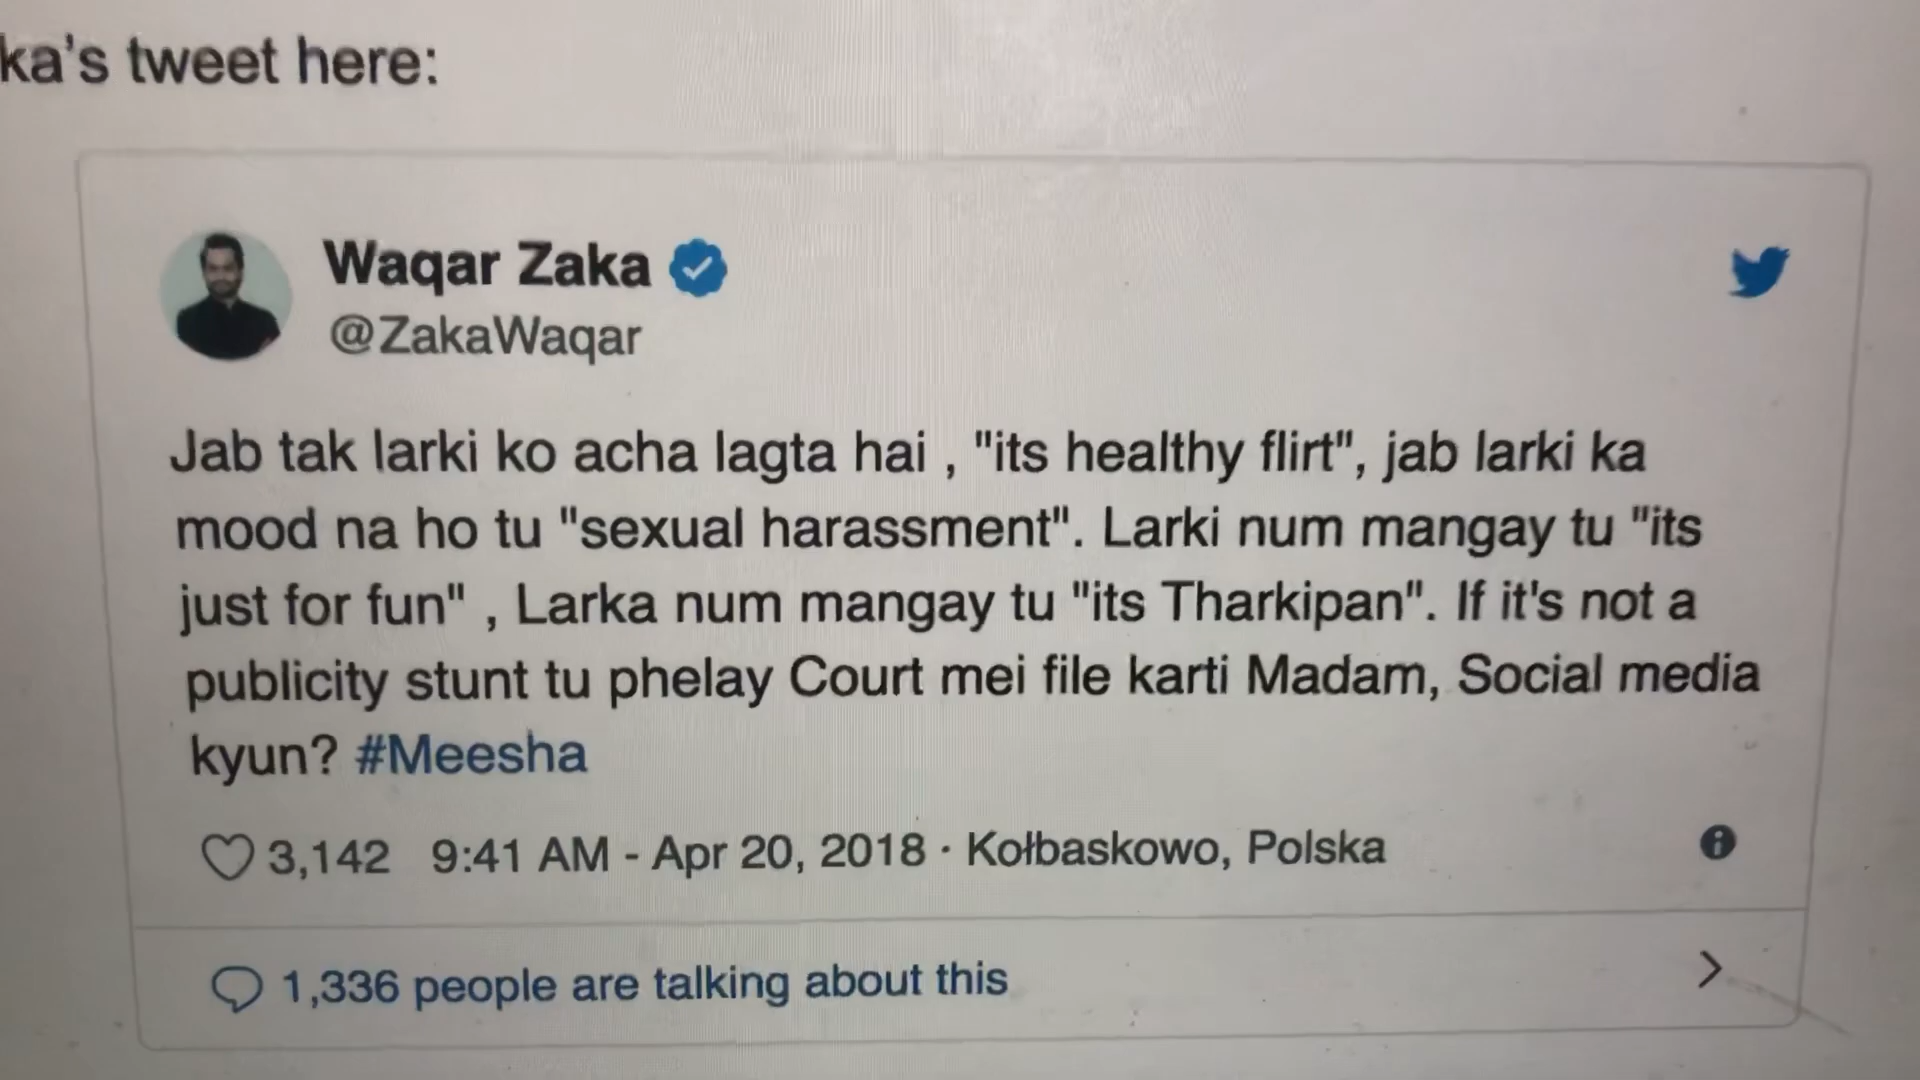 ka's tweet here:
Waqar Zaka
@ZakaWaqar
Jab tak larki ko acha lagta hai , "its healthy flirt", jab larki ka
mood na ho tu "sexual harassment". Larki num mangay tu "its
just for fun" , Larka num mangay tu "its Tharkipan". If it's not a
publicity stunt tu phelay Court mei file karti Madam, Social media
kyun? #Meesha
3,142 9:41 AM - Apr 20, 2018 · Kołbaskowo, Polska
1,336 people are talking about this